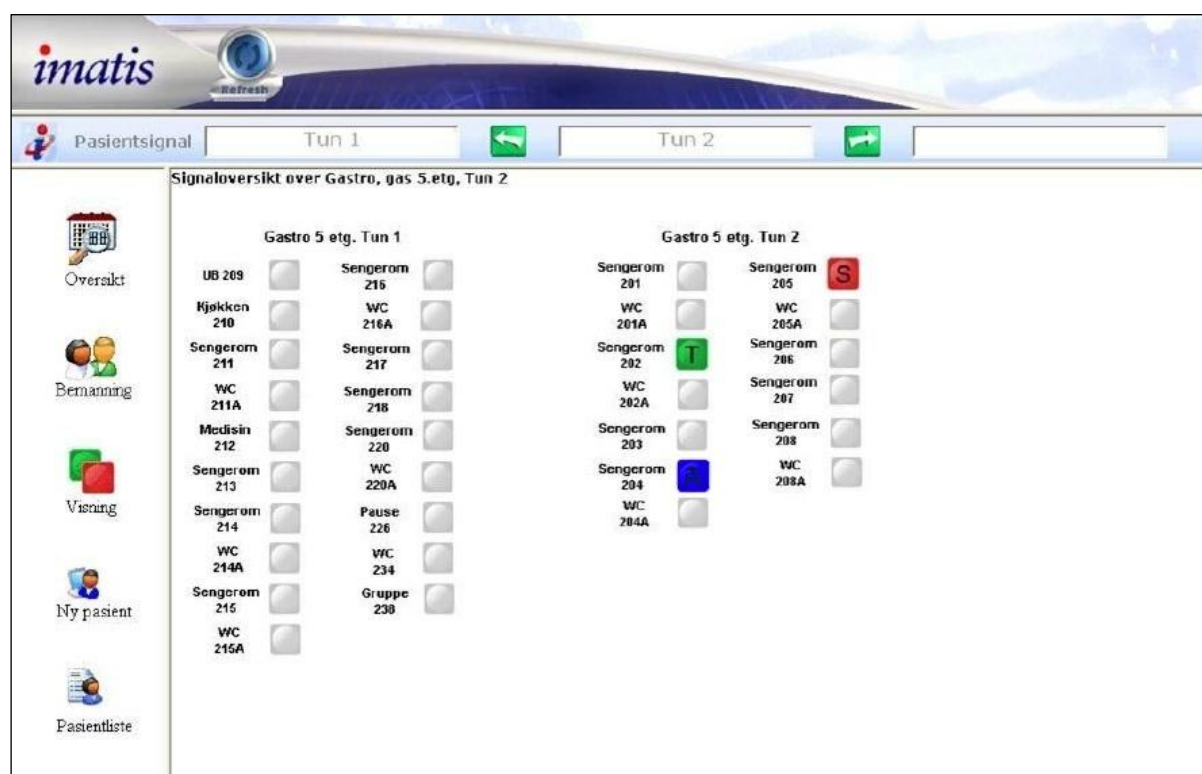 imatis
Refresh
Pasientsignal
Tun 1
Tun 2
Signaloversikt over Gastro, gas 5.etg, Tun 2
Oversikt
Bemanning
Visning
Ny pasient
Pasientliste
Gastro 5 etg. Tun 1
UB 209
Kjøkken
210
Sengerom
211
WC
211A
Medisin
212
Sengerom
213
Sengerom
214
WC
214A
Sengerom
215
WC
215A
Sengerom
216
WC
216A
Sengerom
217
Sengerom
218
Sengerom
220
WC
220A
Pause
226
WC
234
Gruppe
238
Gastro 5 etg. Tun 2
Sengerom
201
WC
201A
Sengerom
202
T
WC
202A
Sengerom
203
Sengerom
204
A
WC
204A
Sengerom
205
S
WC
205A
Sengerom
206
Sengerom
207
Sengerom
208
WC
208A